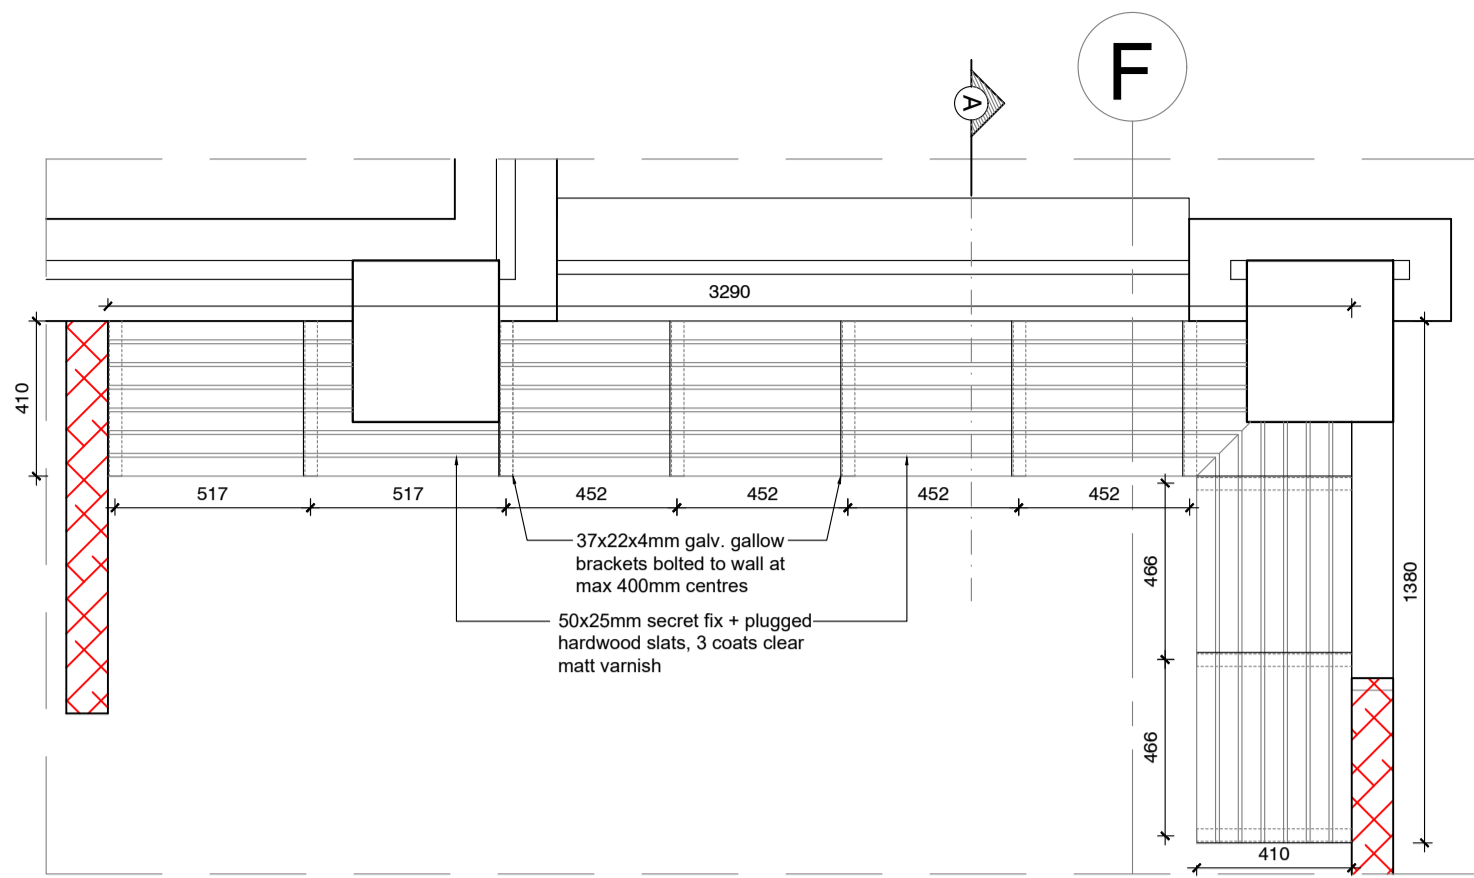 F
A
3290
410
517
517
452
452
452
452
37x22x4mm galv. gallow
brackets bolted to wall at
max 400mm centres
50x25mm secret fix + plugged
hardwood slats, 3 coats clear
matt varnish
466
466
1380
410